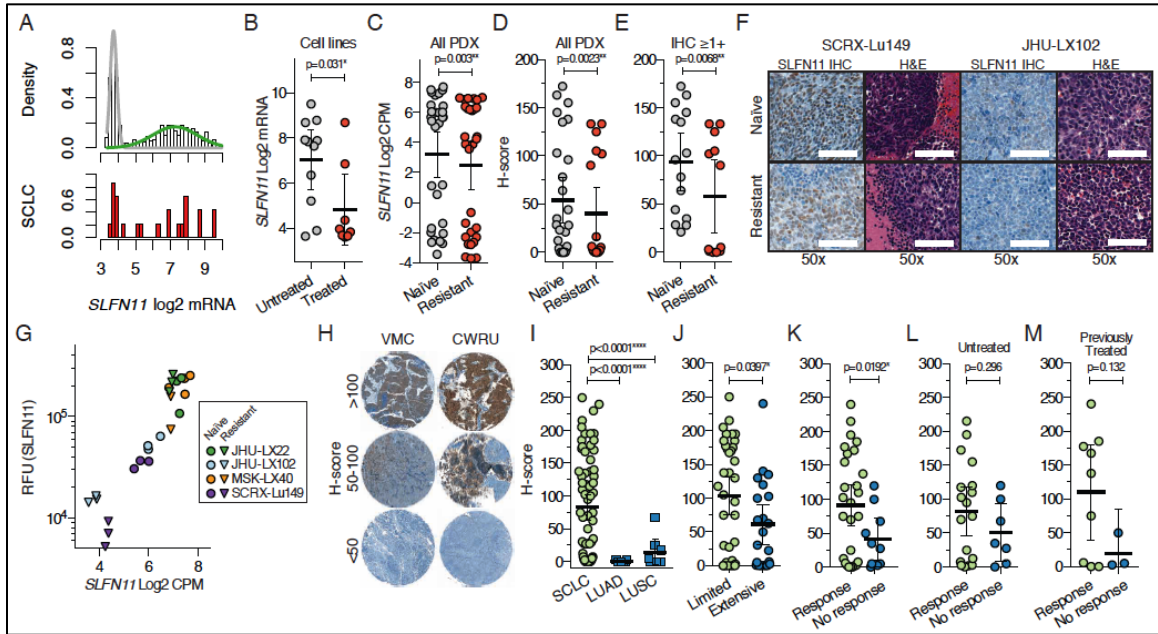 A
Density
0.8
0.4
0.0
SCLC
0.6
0.0
3 5 7 9
SLFN11 log2 mRNA
B
Cell lines
p=0.031*
SLFN11 Log2 mRNA
10
8
6
4
Untreated
Treated
C
All PDX
p=0.003**
SLFN11 Log2 CPM
8
6
4
2
0
-2
-4
Naïve
Resistant
D
All PDX
p=0.0023**
H-score
200
150
100
50
0
Naïve
Resistant
E
IHC ≥1+
p=0.0068**
200
150
100
50
0
Naïve
Resistant
F
SCRX-Lu149 JHU-LX102
SLFN11 IHC H&E SLFN11 IHC H&E
Naïve
Resistant
50x 50x 50x 50x
G
RFU (SLFN11)
10^5
10^4
4 6 8
SLFN11 Log2 CPM
Naïve
Resistant
JHU-LX22
JHU-LX102
MSK-LX40
SCRX-Lu149
H
VMC CWRU
H-score
>100
50-100
<50
I
p<0.0001****
p<0.0001****
300
250
200
150
100
50
0
SCLC
LUAD
LUSC
J
p=0.0397*
300
250
200
150
100
50
0
Limited
Extensive
K
p=0.0192*
300
250
200
150
100
50
0
Response
No response
L
Untreated
p=0.296
300
250
200
150
100
50
0
Response
No response
M
Previously
Treated
p=0.132
300
250
200
150
100
50
0
Response
No response